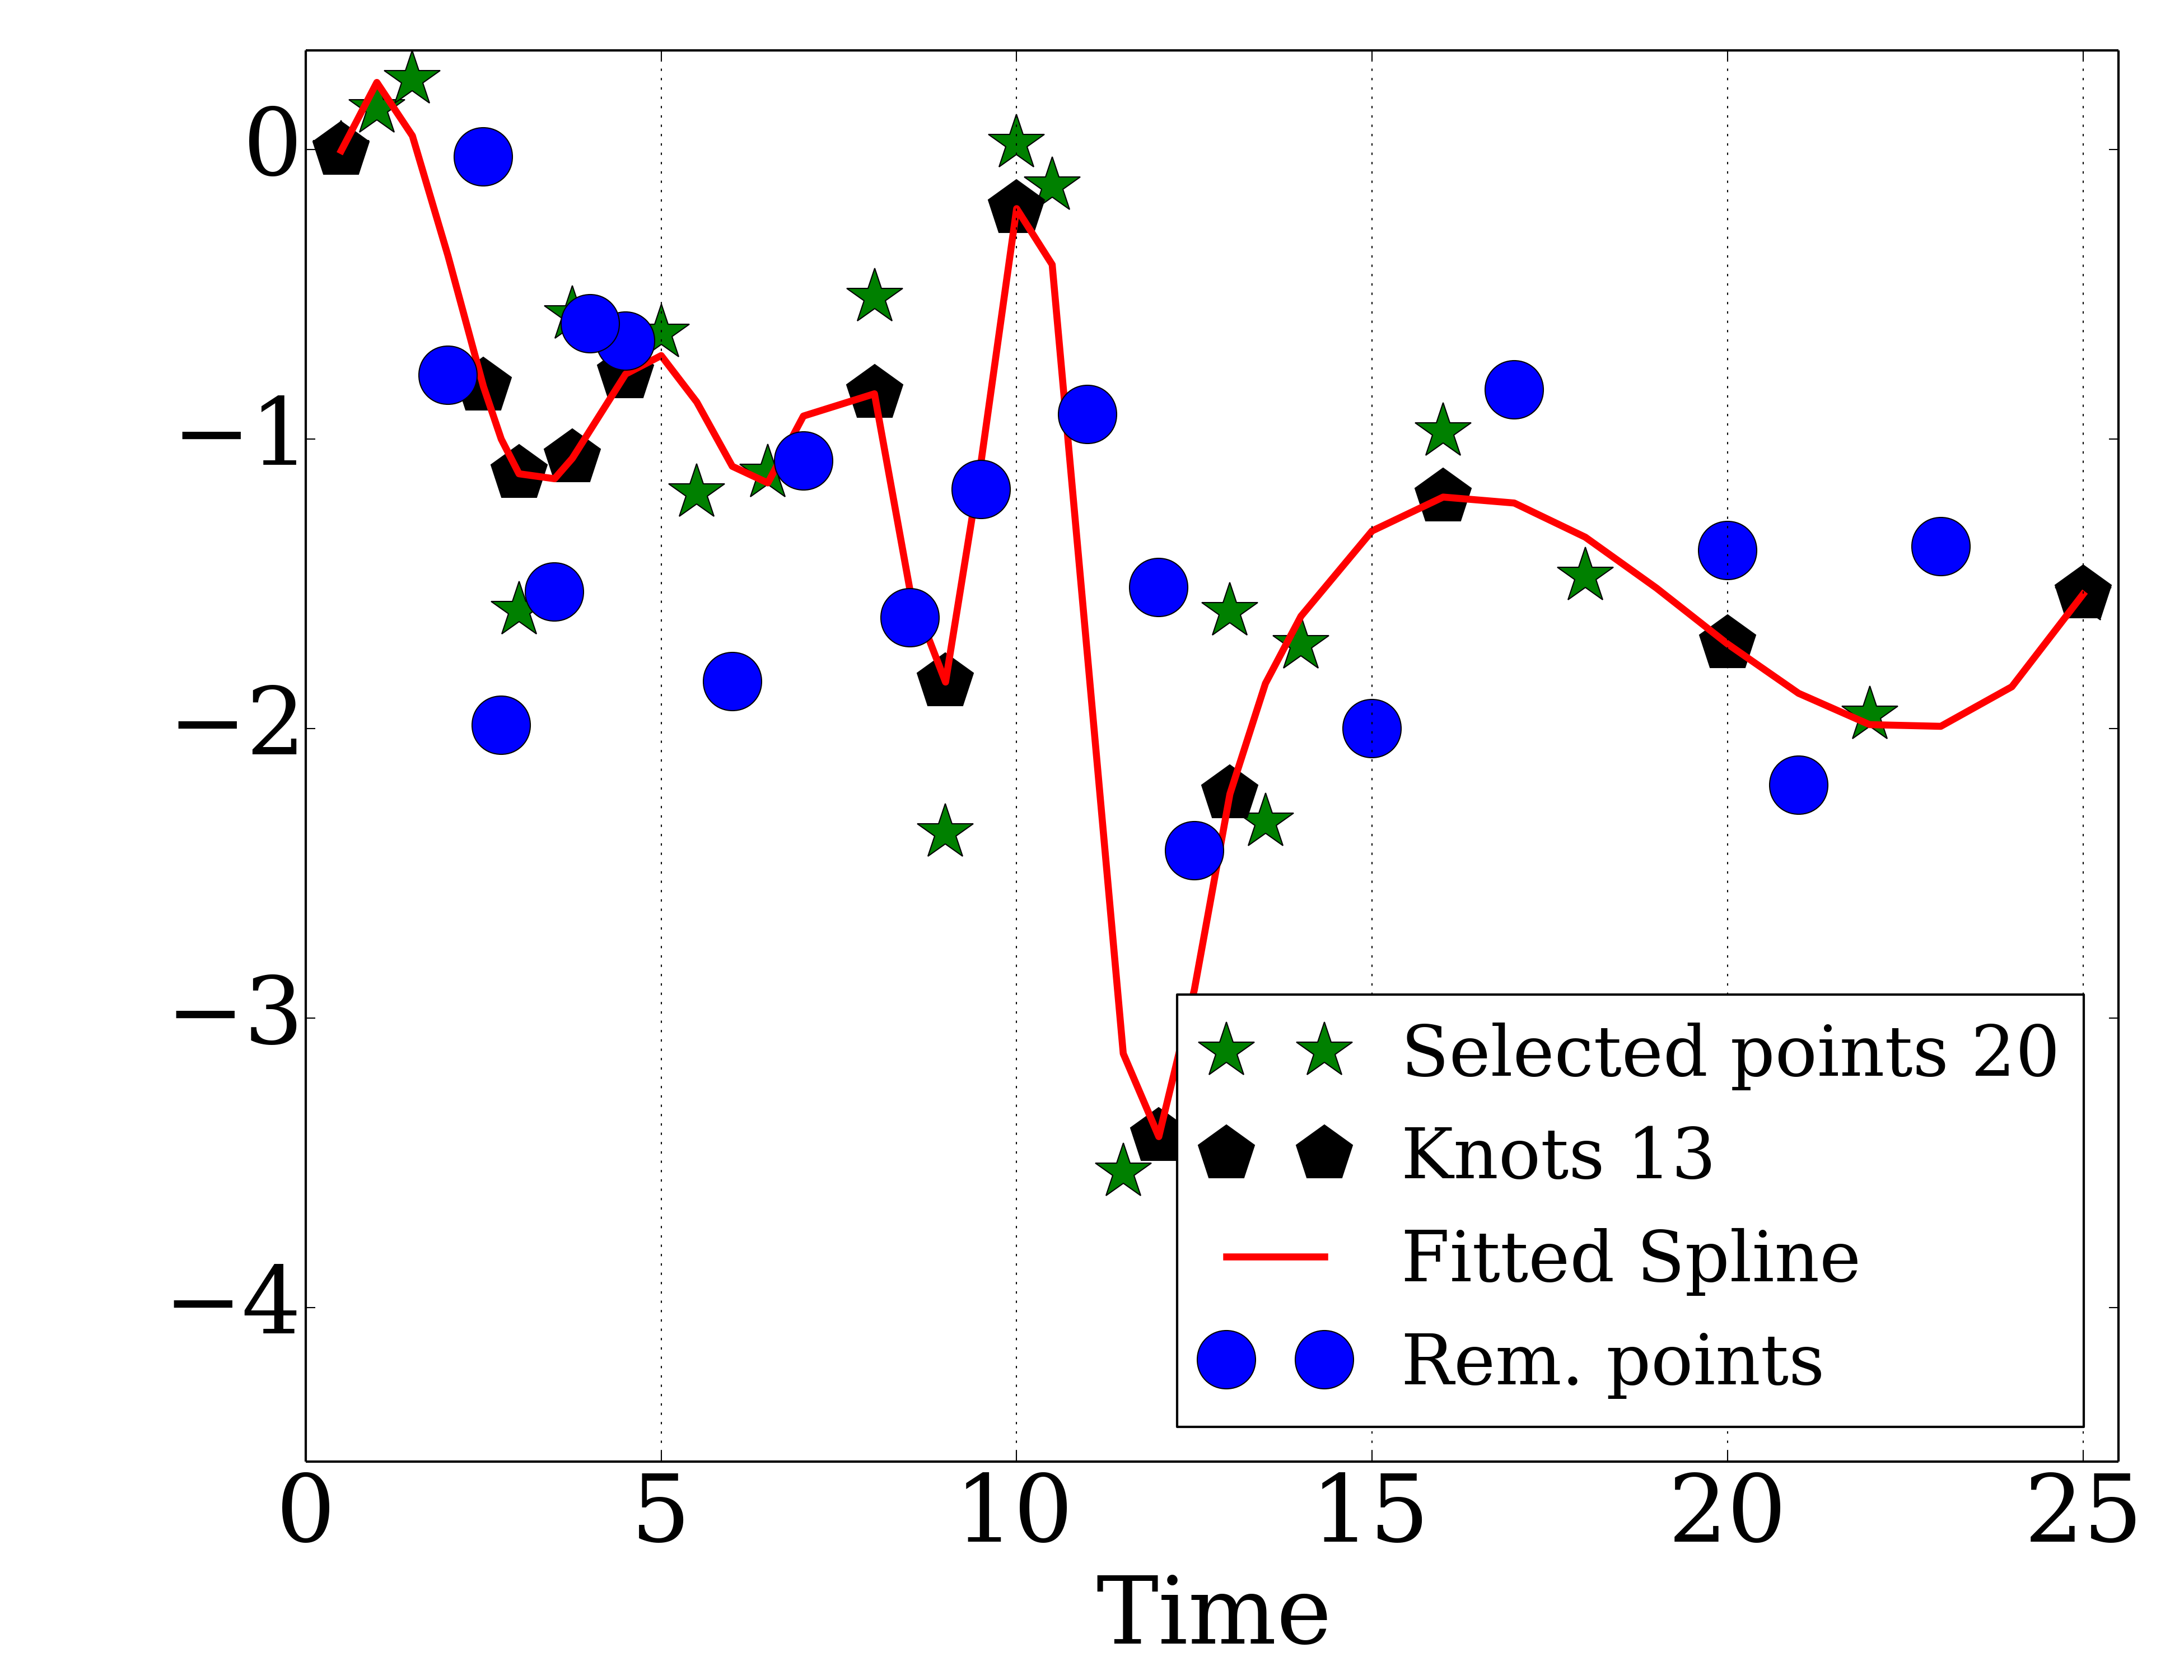 0
−1
−2
−3
−4
Selected points 20
Knots 13
Fitted Spline
Rem. points
0 5 10 15 20 25
Time